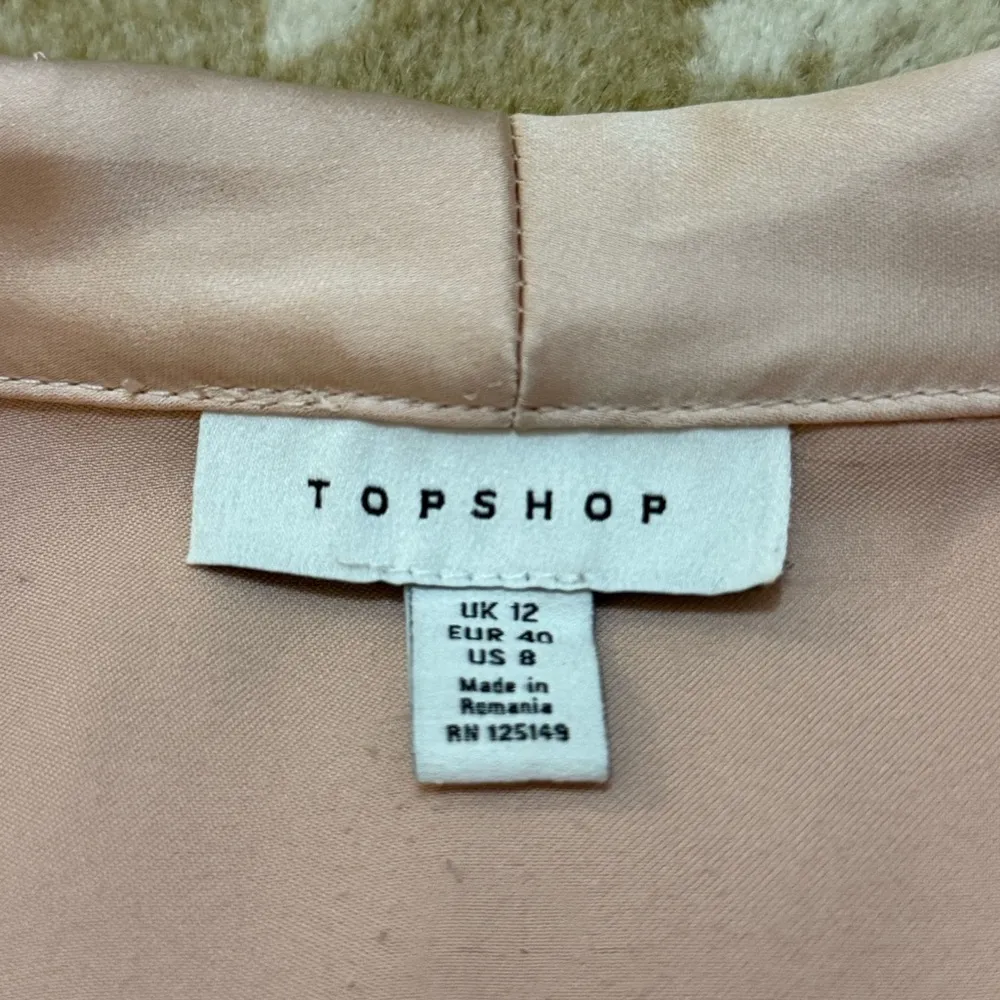 TOPSHOP
UK 12
EUR 40
US 8
Made in
Romania
RN 125149